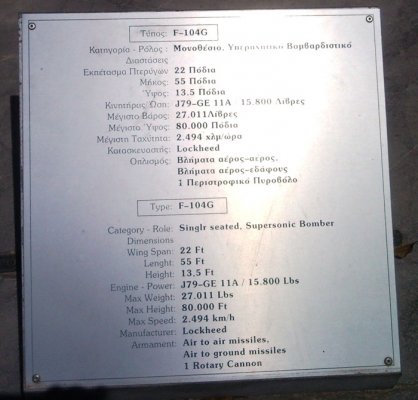 Τύπος: F-104G
Κατηγορία - Ρόλος : Μονοθέσιο, Υπερηχητικό Βομβαρδιστικό
Διαστάσεις
Εκπέτασμα Πτερύγων 22 Πόδια
Μήκος: 55 Πόδια
Ύψος: 13.5 Πόδια
Κινητήρας/Ώση: J79-GE 11A / 15.800 Λίβρες
Μέγιστο Βάρος: 27.011Λίβρες
Μέγιστο Ύψος: 80.000 Πόδια
Μέγιστη Ταχύτητα: 2.494 χλμ/ώρα
Κατασκευαστής: Lockheed
Οπλισμός: Βλήματα αέρος-αερος,
Βλήματα αέρος-εδάφους
1 Περιστροφικό Πυροβόλο
Type: F-104G
Category - Role: Singlr seated, Supersonic Bomber
Dimensions
Wing Span: 22 Ft
Lenght: 55 Ft
Height: 13.5 Ft
Engine - Power: J79-GE 11A / 15.800 Lbs
Max Weight: 27.011 Lbs
Max Height: 80.000 Ft
Max Speed: 2.494 km/h
Manufacturer: Lockheed
Armament: Air to air missiles,
Air to ground missiles
1 Rotary Cannon